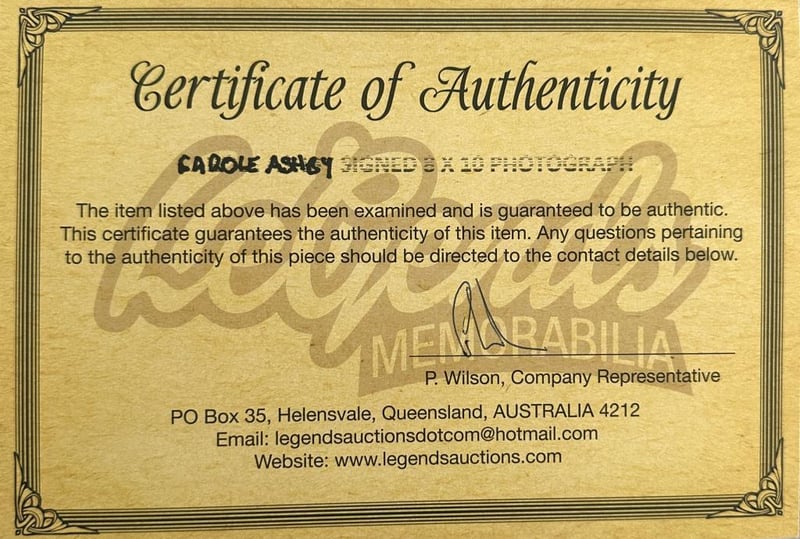 Certificate of Authenticity
CAROLE ASHBY SIGNED 8 X 10 PHOTOGRAPH
The item listed above has been examined and is guaranteed to be authentic.
This certificate guarantees the authenticity of this item. Any questions pertaining
to the authenticity of this piece should be directed to the contact details below.
Legends
MEMORABILIA
P. Wilson, Company Representative
PO Box 35, Helensvale, Queensland, AUSTRALIA 4212
Email: legendsauctionsdotcom@hotmail.com
Website: www.legendsauctions.com